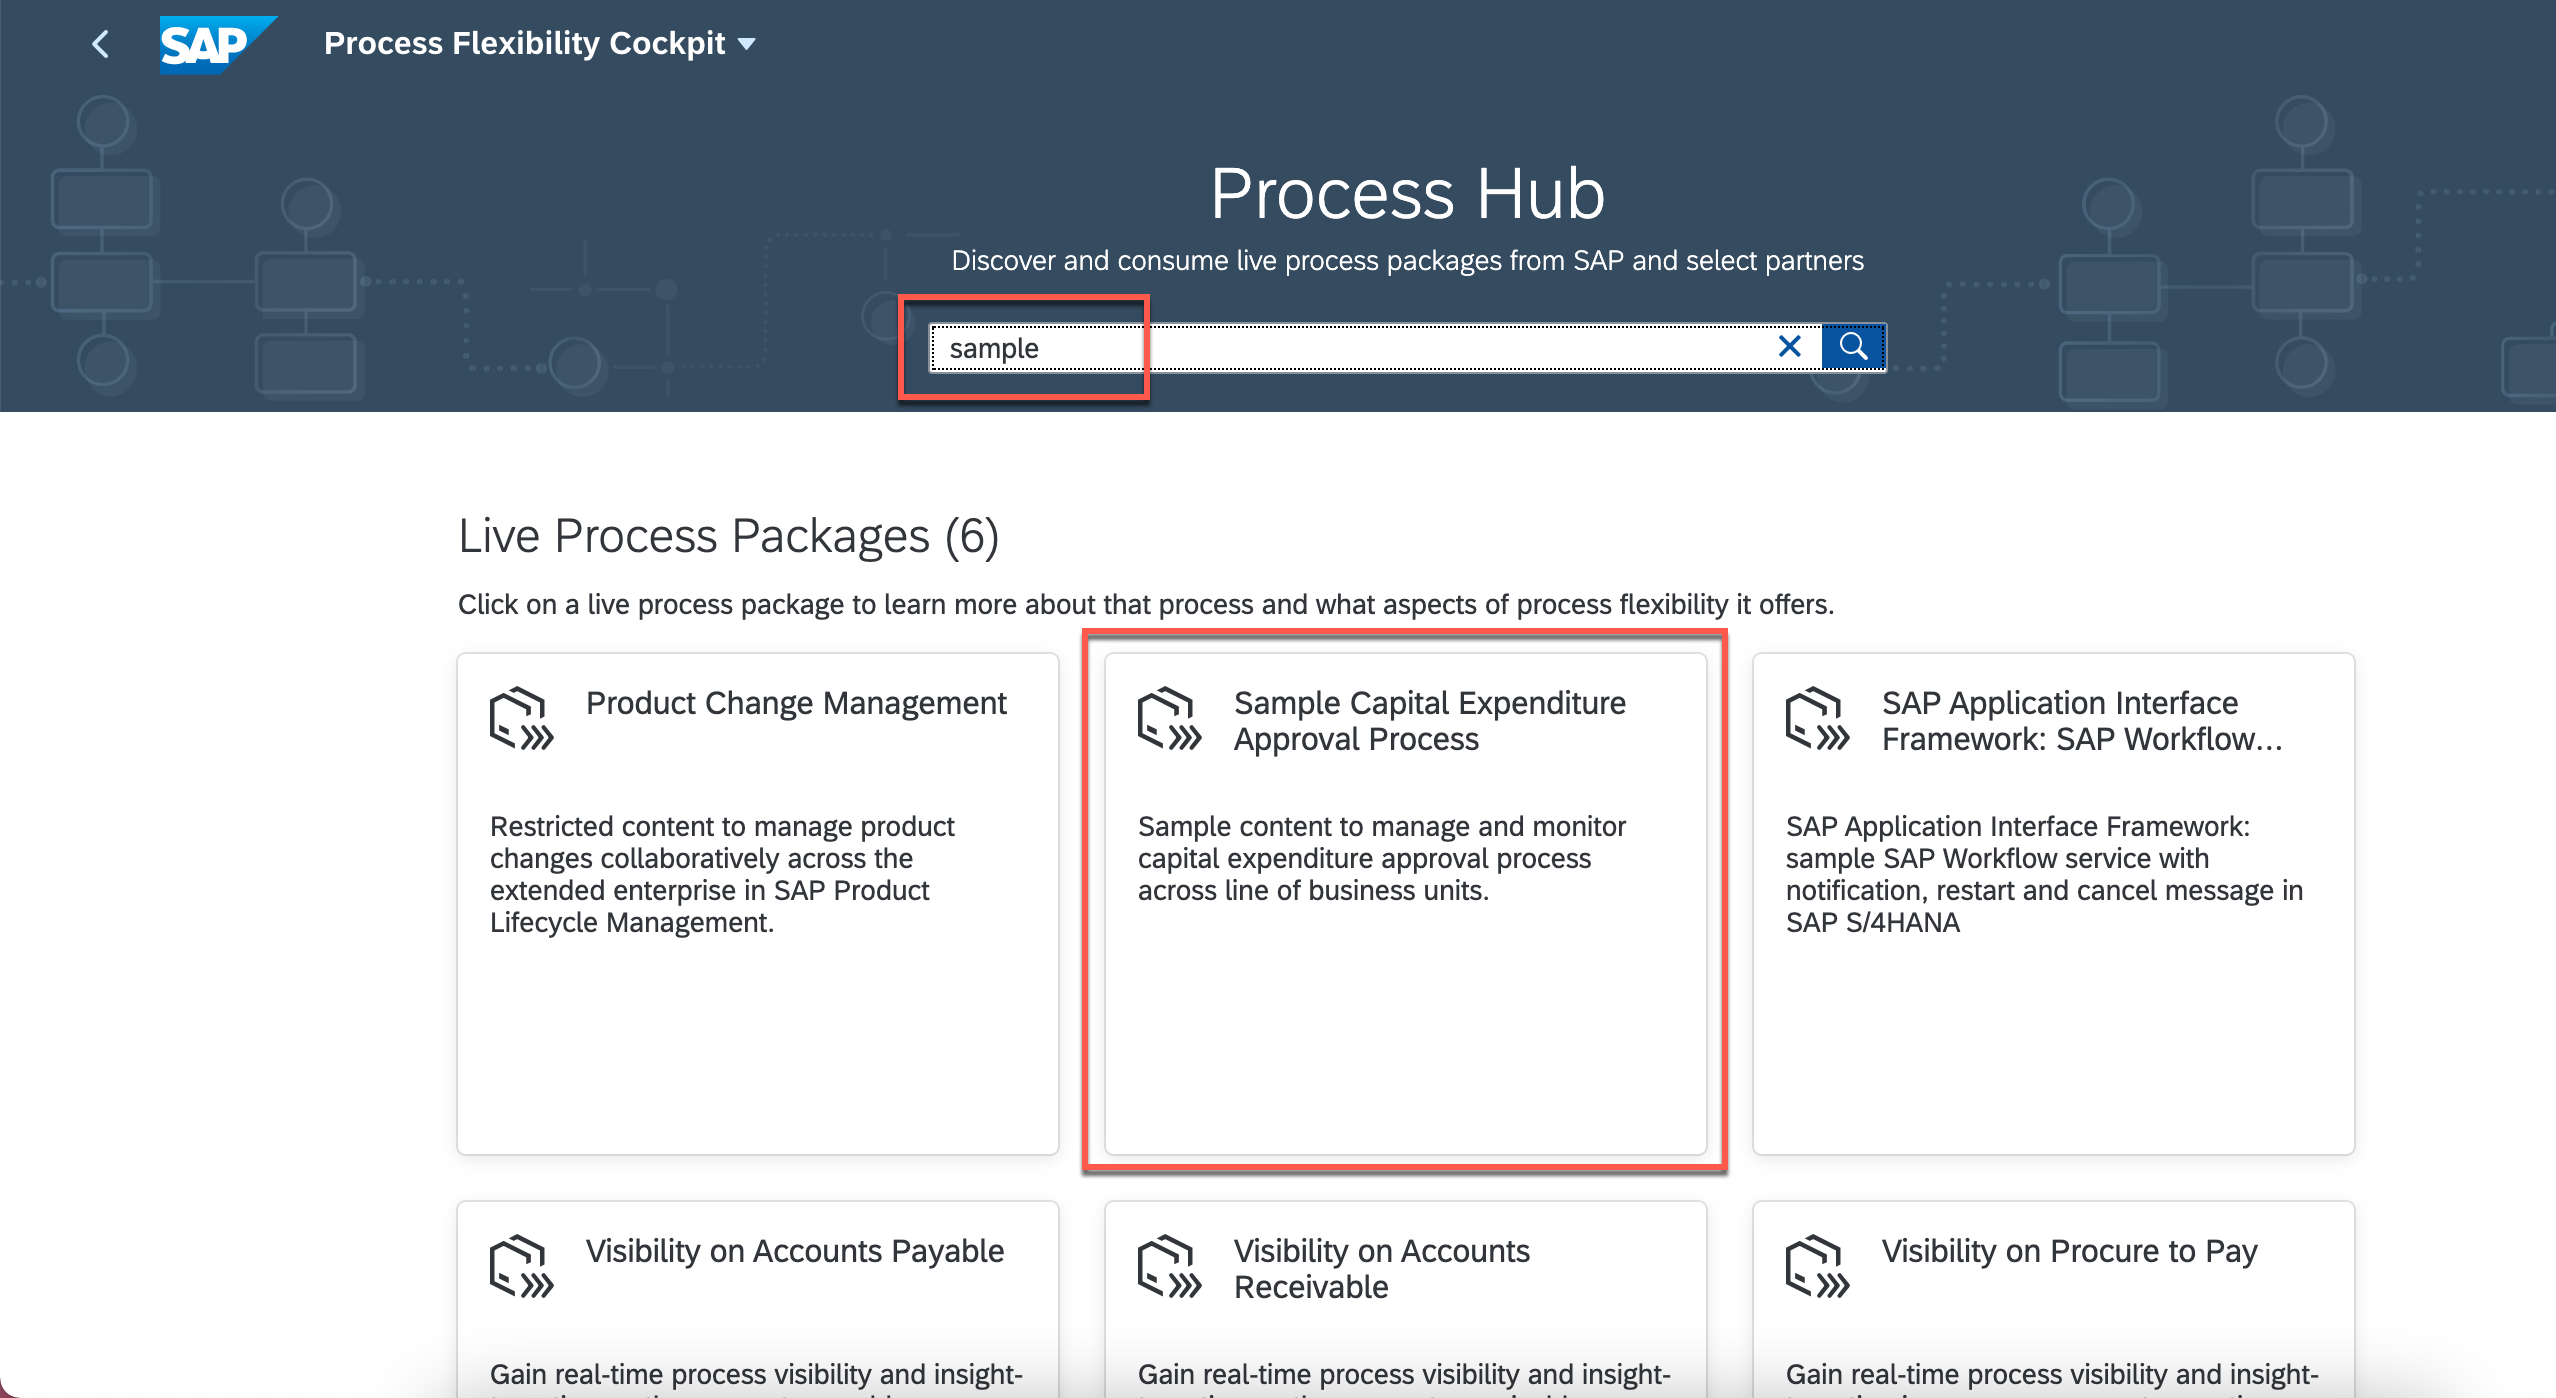 SAP
Process Flexibility Cockpit
Process Hub
Discover and consume live process packages from SAP and select partners
sample
Live Process Packages (6)
Click on a live process package to learn more about that process and what aspects of process flexibility it offers.
Product Change Management
Restricted content to manage product
changes collaboratively across the
extended enterprise in SAP Product
Lifecycle Management.
Sample Capital Expenditure
Approval Process
Sample content to manage and monitor
capital expenditure approval process
across line of business units.
SAP Application Interface
Framework: SAP Workflow...
SAP Application Interface Framework:
sample SAP Workflow service with
notification, restart and cancel message in
SAP S/4HANA
Visibility on Accounts Payable
Gain real-time process visibility and insight-
Visibility on Accounts
Receivable
Gain real-time process visibility and insight-
Visibility on Procure to Pay
Gain real-time process visibility and insight-